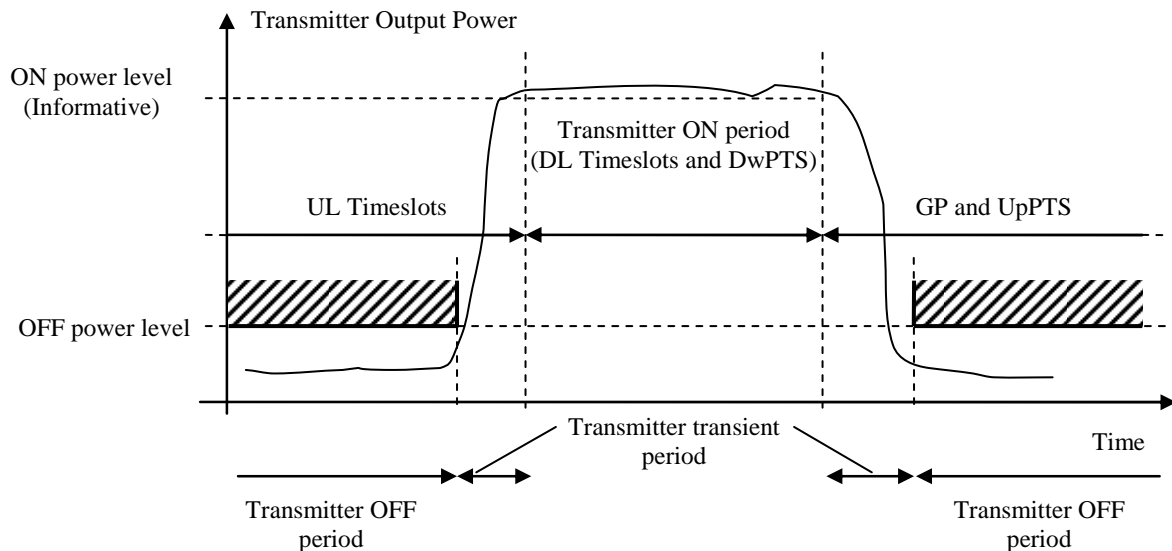 Transmitter Output Power
ON power level
(Informative)
Transmitter ON period
(DL Timeslots and DwPTS)
UL Timeslots
GP and UpPTS
OFF power level
Transmitter transient
period
Time
Transmitter OFF
period
Transmitter OFF
period